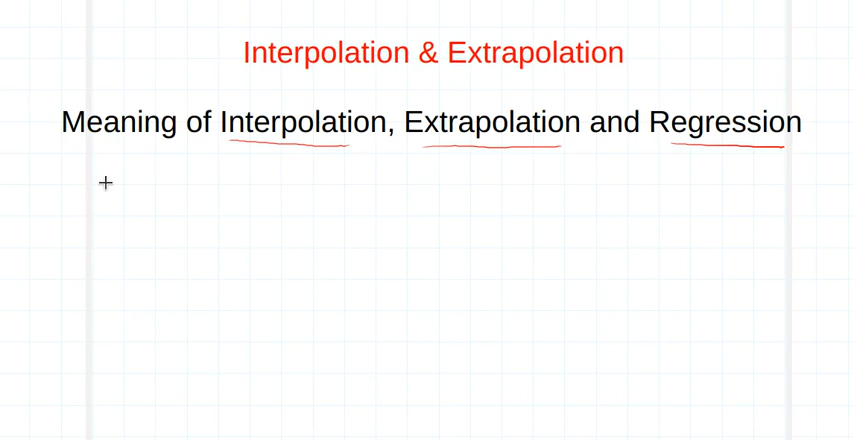 Interpolation & Extrapolation
Meaning of Interpolation, Extrapolation and Regression